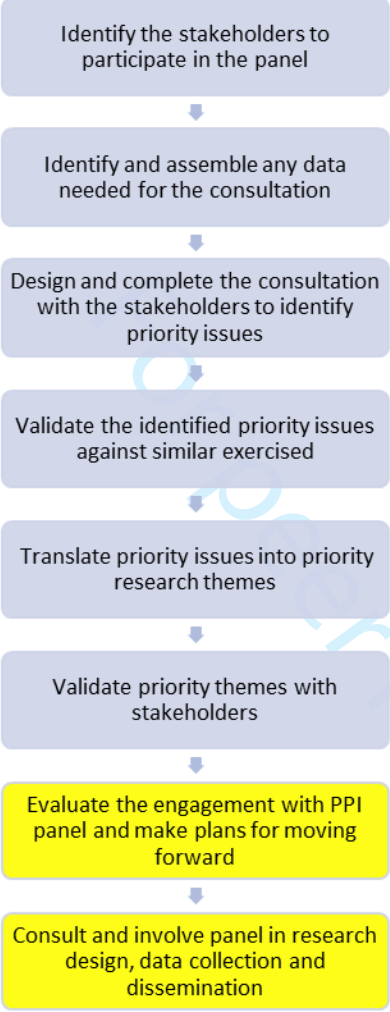 Identify the stakeholders to
participate in the panel
Identify and assemble any data
needed for the consultation
Design and complete the consultation
with the stakeholders to identify
priority issues
Validate the identified priority issues
against similar exercised
Translate priority issues into priority
research themes
Validate priority themes with
stakeholders
Evaluate the engagement with PPI
panel and make plans for moving
forward
Consult and involve panel in research
design, data collection and
dissemination